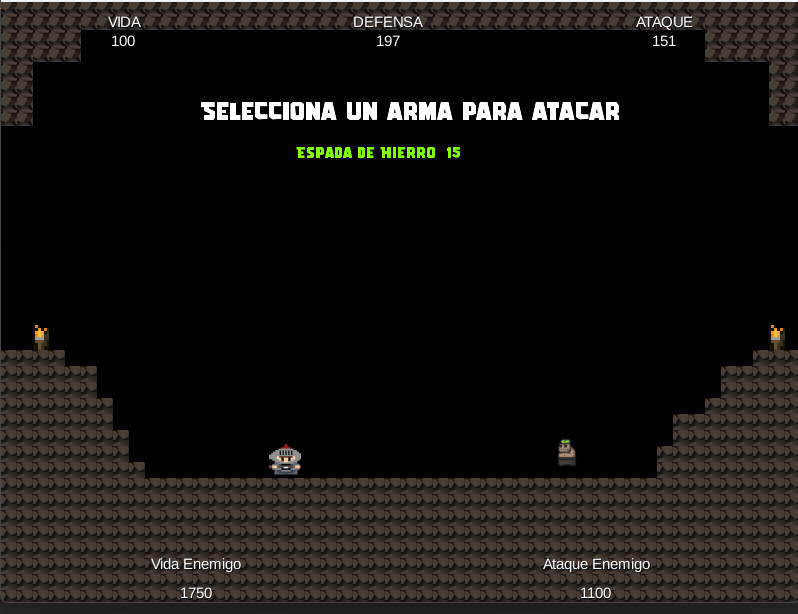 VIDA DEFENSA ATAQUE
100 197 151
SELECCIONA UN ARMA PARA ATACAR
ESPADA DE HIERRO 15
Vida Enemigo Ataque Enemigo
1750 1100